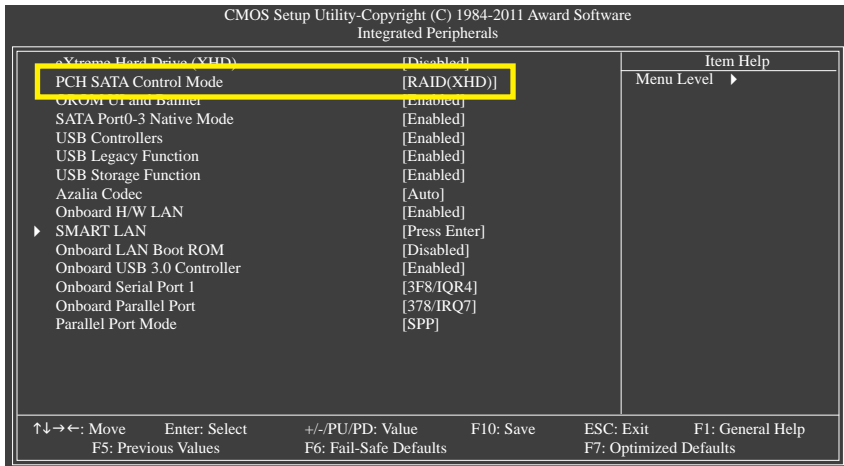 CMOS Setup Utility-Copyright (C) 1984-2011 Award Software
Integrated Peripherals
eXtreme Hard Drive (XHD) [Disabled]
PCH SATA Control Mode [RAID(XHD)]
OROM UI and Banner [Enabled]
SATA Port0-3 Native Mode [Enabled]
USB Controllers [Enabled]
USB Legacy Function [Enabled]
USB Storage Function [Enabled]
Azalia Codec [Auto]
Onboard H/W LAN [Enabled]
SMART LAN [Press Enter]
Onboard LAN Boot ROM [Disabled]
Onboard USB 3.0 Controller [Enabled]
Onboard Serial Port 1 [3F8/IQR4]
Onboard Parallel Port [378/IRQ7]
Parallel Port Mode [SPP]
Item Help
Menu Level
↑↓→←: Move Enter: Select +/-/PU/PD: Value F10: Save ESC: Exit F1: General Help
F5: Previous Values F6: Fail-Safe Defaults F7: Optimized Defaults